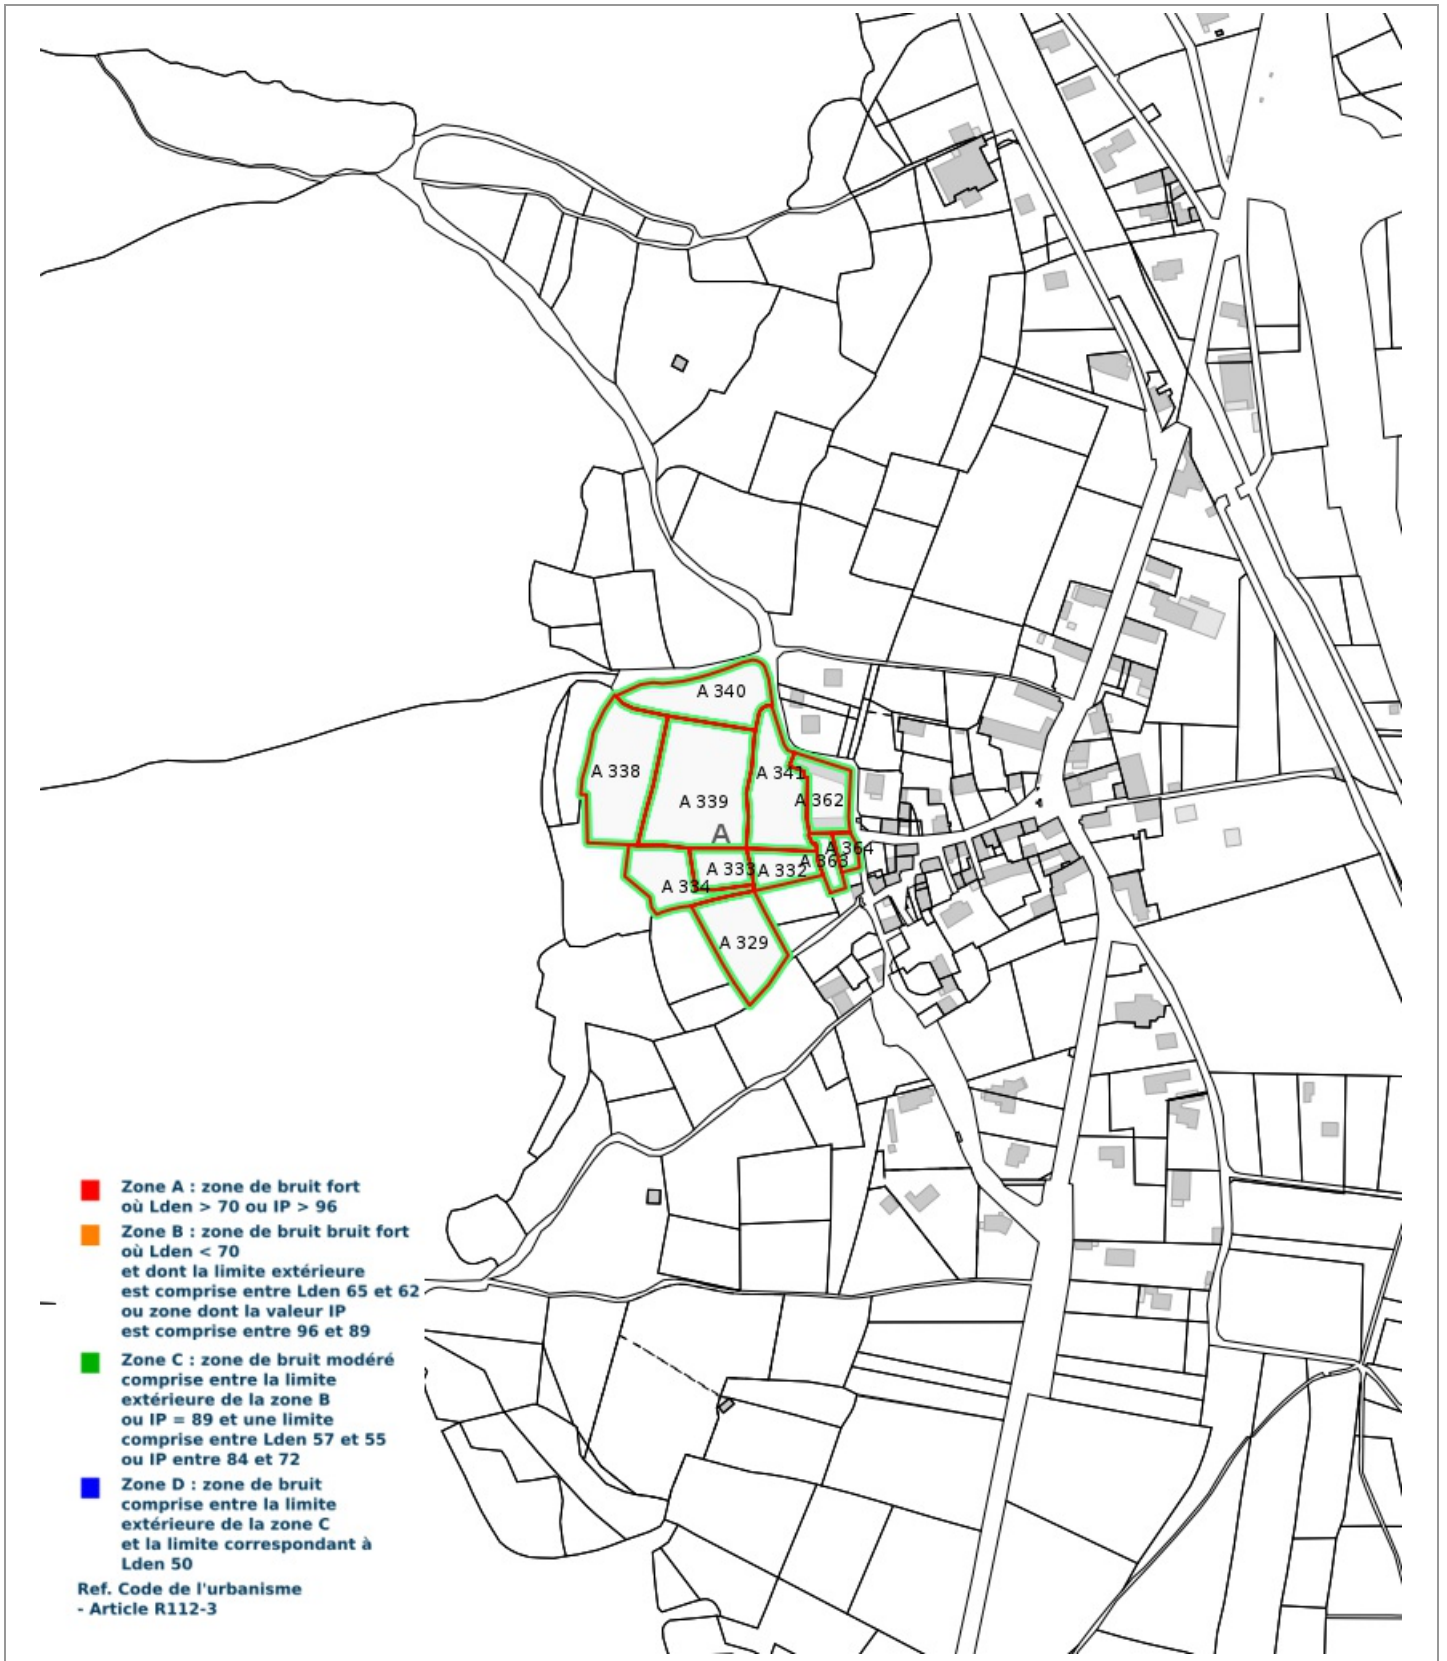 A 340
A 338
A 341
A 339
A 362
A
A 364
A 363
A 333
A 332
A 334
A 329
Zone A : zone de bruit fort
où Lden > 70 ou IP > 96
Zone B : zone de bruit bruit fort
où Lden < 70
et dont la limite extérieure
est comprise entre Lden 65 et 62
ou zone dont la valeur IP
est comprise entre 96 et 89
Zone C : zone de bruit modéré
comprise entre la limite
extérieure de la zone B
ou IP = 89 et une limite
comprise entre Lden 57 et 55
ou IP entre 84 et 72
Zone D : zone de bruit
comprise entre la limite
extérieure de la zone C
et la limite correspondant à
Lden 50
Ref. Code de l'urbanisme
- Article R112-3